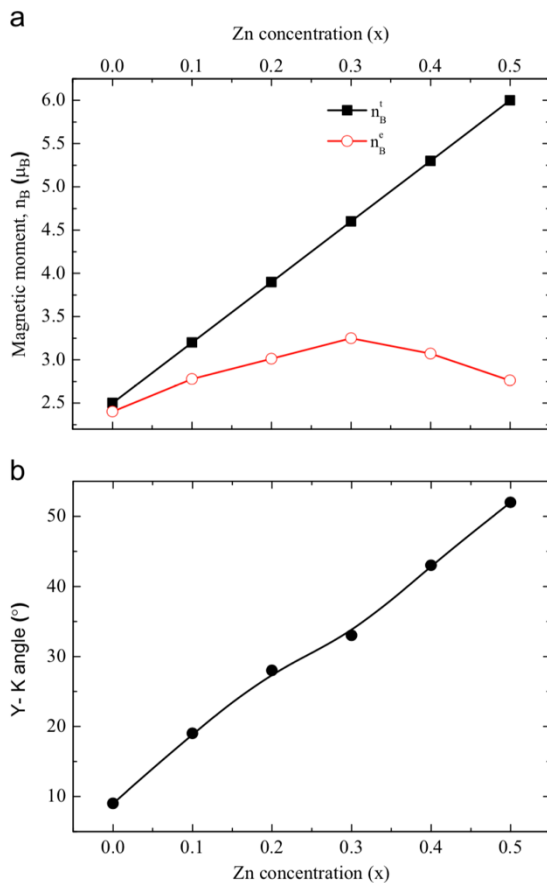 a
Zn concentration (x)
0.0 0.1 0.2 0.3 0.4 0.5
Magnetic moment, n_B (μ_B)
6.0
5.5
5.0
4.5
4.0
3.5
3.0
2.5
n_B^t
n_B^e
b
Y- K angle (°)
50
40
30
20
10
0.0 0.1 0.2 0.3 0.4 0.5
Zn concentration (x)